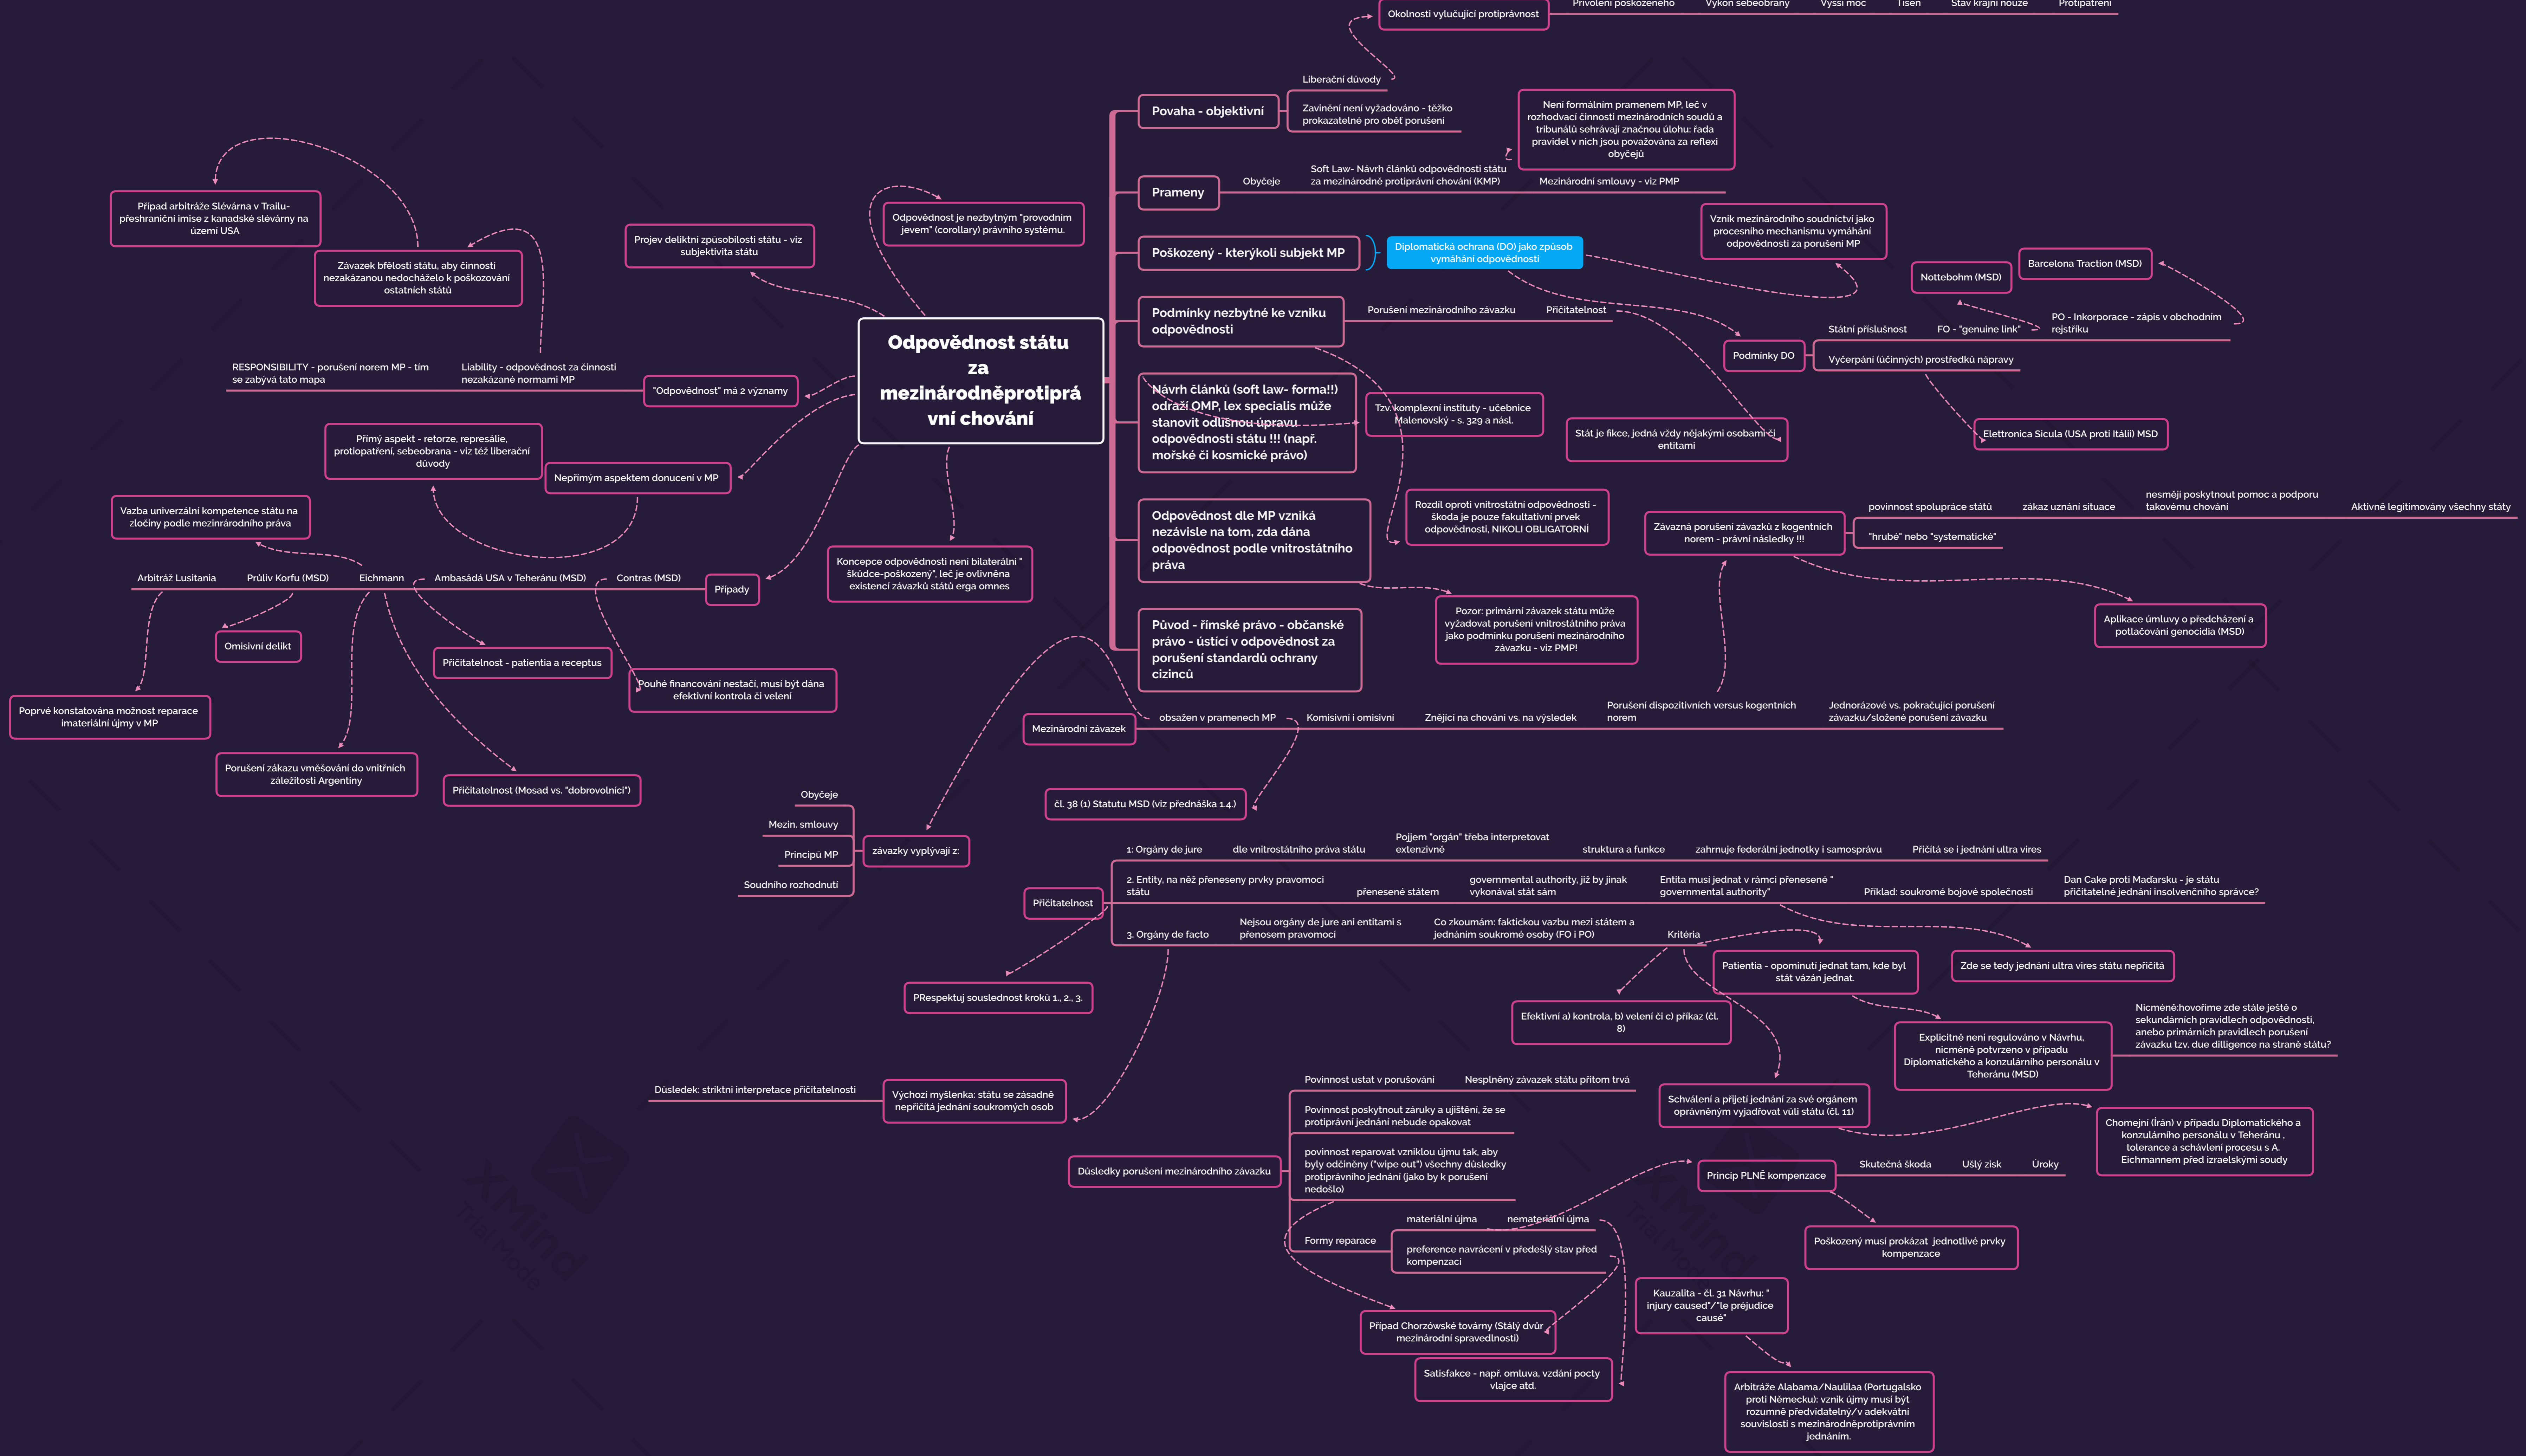 Okolnosti vylučující protiprávnost
Přivolení poškozeného
Výkon sebeobrany
Vyšší moc
Tíseň
Stav krajní nouze
Protipatření
Liberační důvody
Povaha - objektivní
Zavinění není vyžadováno - těžko
prokazatelné pro oběť porušení
Není formálním pramenem MP, leč v
rozhodvací činnosti mezinárodních soudů a
tribunálů sehrávají značnou úlohu: řada
pravidel v nich jsou považována za reflexi
obyčejů
Prameny
Obyčeje
Soft Law- Návrh článků odpovědnosti státu
za mezinárodně protiprávní chování (KMP)
Mezinárodní smlouvy - viz PMP
Poškozený - kterýkoli subjekt MP
Diplomatická ochrana (DO) jako způsob
vymáhání odpovědnosti
Vznik mezinárodního soudnictví jako
procesního mechanismu vymáhání
odpovědnosti za porušení MP
Nottebohm (MSD)
Barcelona Traction (MSD)
Podmínky nezbytné ke vzniku
odpovědnosti
Porušení mezinárodního závazku
Přičitatelnost
Podmínky DO
Státní příslušnost
FO - "genuine link"
PO - Inkorporace - zápis v obchodním
rejstříku
Vyčerpání (účinných) prostředků nápravy
Elettronica Sicula (USA proti Itálii) MSD
Návrh článků (soft law- forma!!)
odráží OMP, lex specialis může
stanovit odlišnou úpravu
odpovědnosti státu !!! (např.
mořské či kosmické právo)
Tzv. komplexní instituty - učebnice
Malenovský - s. 329 a násl.
Stát je fikce, jedná vždy nějakými osobami či
entitami
Odpovědnost dle MP vzniká
nezávisle na tom, zda dána
odpovědnost podle vnitrostátního
práva
Rozdíl oproti vnitrostátní odpovědnosti -
škoda je pouze fakultativní prvek
odpovědnosti, NIKOLI OBLIGATORNÍ
Pozor: primární závazek státu může
vyžadovat porušení vnitrostátního práva
jako podmínku porušení mezinárodního
závazku - viz PMP!
Původ - římské právo - občanské
právo - ústící v odpovědnost za
porušení standardů ochrany
cizinců
Závazná porušení závazků z kogentních
norem - právní následky !!!
povinnost spolupráce států
zákaz uznání situace
nesmějí poskytnout pomoc a podporu
takovému chování
Aktivně legitimovány všechny státy
"hrubé" nebo "systematické"
Aplikace úmluvy o předcházení a
potlačování genocidia (MSD)
Odpovědnost státu
za
mezinárodněprotiprá
vní chování
Odpovědnost je nezbytným "provodním
jevem" (corollary) právního systému.
Projev deliktní způsobilosti státu - viz
subjektivita státu
Případ arbitráže Slévárna v Trailu-
přeshraniční imise z kanadské slévárny na
území USA
Závazek bfělosti státu, aby činností
nezakázanou nedocházelo k poškozování
ostatních států
RESPONSIBILITY - porušení norem MP - tím
se zabývá tato mapa
Liability - odpovědnost za činnosti
nezakázané normami MP
"Odpovědnost" má 2 významy
Přímý aspekt - retorze, represálie,
protiopatření, sebeobrana - viz též liberační
důvody
Nepřímým aspektem donucení v MP
Vazba univerzální kompetence státu na
zločiny podle mezinárodního práva
Koncepce odpovědnosti není bilaterální "
škůdce-poškozený", leč je ovlivněna
existencí závazků států erga omnes
Arbitráž Lusitania
Průliv Korfu (MSD)
Eichmann
Ambasádá USA v Teheránu (MSD)
Contras (MSD)
Případy
Omisivní delikt
Přičitatelnost - patientia a receptus
Pouhé financování nestačí, musí být dána
efektivní kontrola či velení
Poprvé konstatována možnost reparace
imateriální újmy v MP
Porušení zákazu vměšování do vnitřních
záležitostí Argentiny
Přičitatelnost (Mosad vs. "dobrovolníci")
Mezinárodní závazek
obsažen v pramenech MP
Komisivní i omisivní
Znějící na chování vs. na výsledek
Porušení dispozitivních versus kogentních
norem
Jednorázové vs. pokračující porušení
závazku/složené porušení závazku
čl. 38 (1) Statutu MSD (viz přednáška 1.4.)
Obyčeje
Mezin. smlouvy
Principů MP
Soudního rozhodnutí
závazky vyplývají z:
Přičitatelnost
1: Orgány de jure
dle vnitrostátního práva státu
Pojjem "orgán" třeba interpretovat
extenzivně
struktura a funkce
zahrnuje federální jednotky i samosprávu
Přičítá se i jednání ultra vires
2. Entity, na něž přeneseny prvky pravomoci
státu
přenesené státem
governmental authority, již by jinak
vykonával stát sám
Entita musí jednat v rámci přenesené "
governmental authority"
Příklad: soukromé bojové společnosti
Dan Cake proti Maďarsku - je státu
přičitatelné jednání insolvenčního správce?
3. Orgány de facto
Nejsou orgány de jure ani entitami s
přenosem pravomocí
Co zkoumám: faktickou vazbu mezi státem a
jednáním soukromé osoby (FO i PO)
Kritéria
PRespektuj souslednost kroků 1., 2., 3.
Patientia - opominutí jednat tam, kde byl
stát vázán jednat.
Zde se tedy jednání ultra vires státu nepřičítá
Efektivní a) kontrola, b) velení či c) příkaz (čl.
8)
Explicitně není regulováno v Návrhu,
nicméně potvrzeno v případu
Diplomatického a konzulárního personálu v
Teheránu (MSD)
Nicméně:hovoříme zde stále ještě o
sekundárních pravidlech odpovědnosti,
anebo primárních pravidlech porušení
závazku tzv. due dilligence na straně státu?
Důsledek: striktní interpretace přičitatelnosti
Výchozí myšlenka: státu se zásadně
nepřičítá jednání soukromých osob
Schválení a přijetí jednání za své orgánem
oprávněným vyjadřovat vůli státu (čl. 11)
Chomejní (Írán) v případu Diplomatického a
konzulárního personálu v Teheránu ,
tolerance a schávlení procesu s A.
Eichmannem před izraelskými soudy
Důsledky porušení mezinárodního závazku
Povinnost ustat v porušování
Nesplněný závazek státu přitom trvá
Povinnost poskytnout záruky a ujištění, že se
protiprávní jednání nebude opakovat
povinnost reparovat vzniklou újmu tak, aby
byly odčiněny ("wipe out") všechny důsledky
protiprávního jednání (jako by k porušení
nedošlo)
Formy reparace
materiální újma
nemateriální újma
preference navrácení v předešlý stav před
kompenzací
Princip PLNÉ kompenzace
Skutečná škoda
Ušlý zisk
Úroky
Poškozený musí prokázat jednotlivé prvky
kompenzace
Případ Chorzówské továrny (Stálý dvůr
mezinárodní spravedlnosti)
Satisfakce - např. omluva, vzdání pocty
vlajce atd.
Kauzalita - čl. 31 Návrhu: "
injury caused"/"le préjudice
causé"
Arbitráže Alabama/Naulilaa (Portugalsko
proti Německu): vznik újmy musí být
rozumně předvídatelný/v adekvátní
souvislosti s mezinárodněprotiprávním
jednáním.
XMind
Trial Mode
XMind
Trial Mode